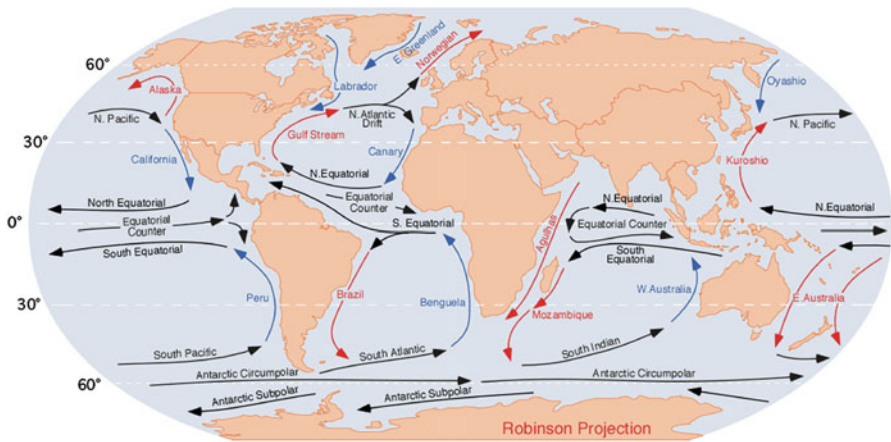 60°
30°
0°
30°
60°
Alaska
N. Pacific
California
North Equatorial
Equatorial
Counter
South Equatorial
Peru
South Pacific
Labrador
E. Greenland
Norwegian
N. Atlantic
Drift
Gulf Stream
Canary
N.Equatorial
Equatorial
Counter
S. Equatorial
Brazil
Benguela
South Atlantic
Antarctic Circumpolar
Antarctic Subpolar
Antarctic Subpolar
Agulhas
Mozambique
N.Equatorial
Equatorial Counter
South
Equatorial
W.Australia
South Indian
Antarctic Circumpolar
Oyashio
N. Pacific
Kuroshio
N.Equatorial
E.Australia
Robinson Projection